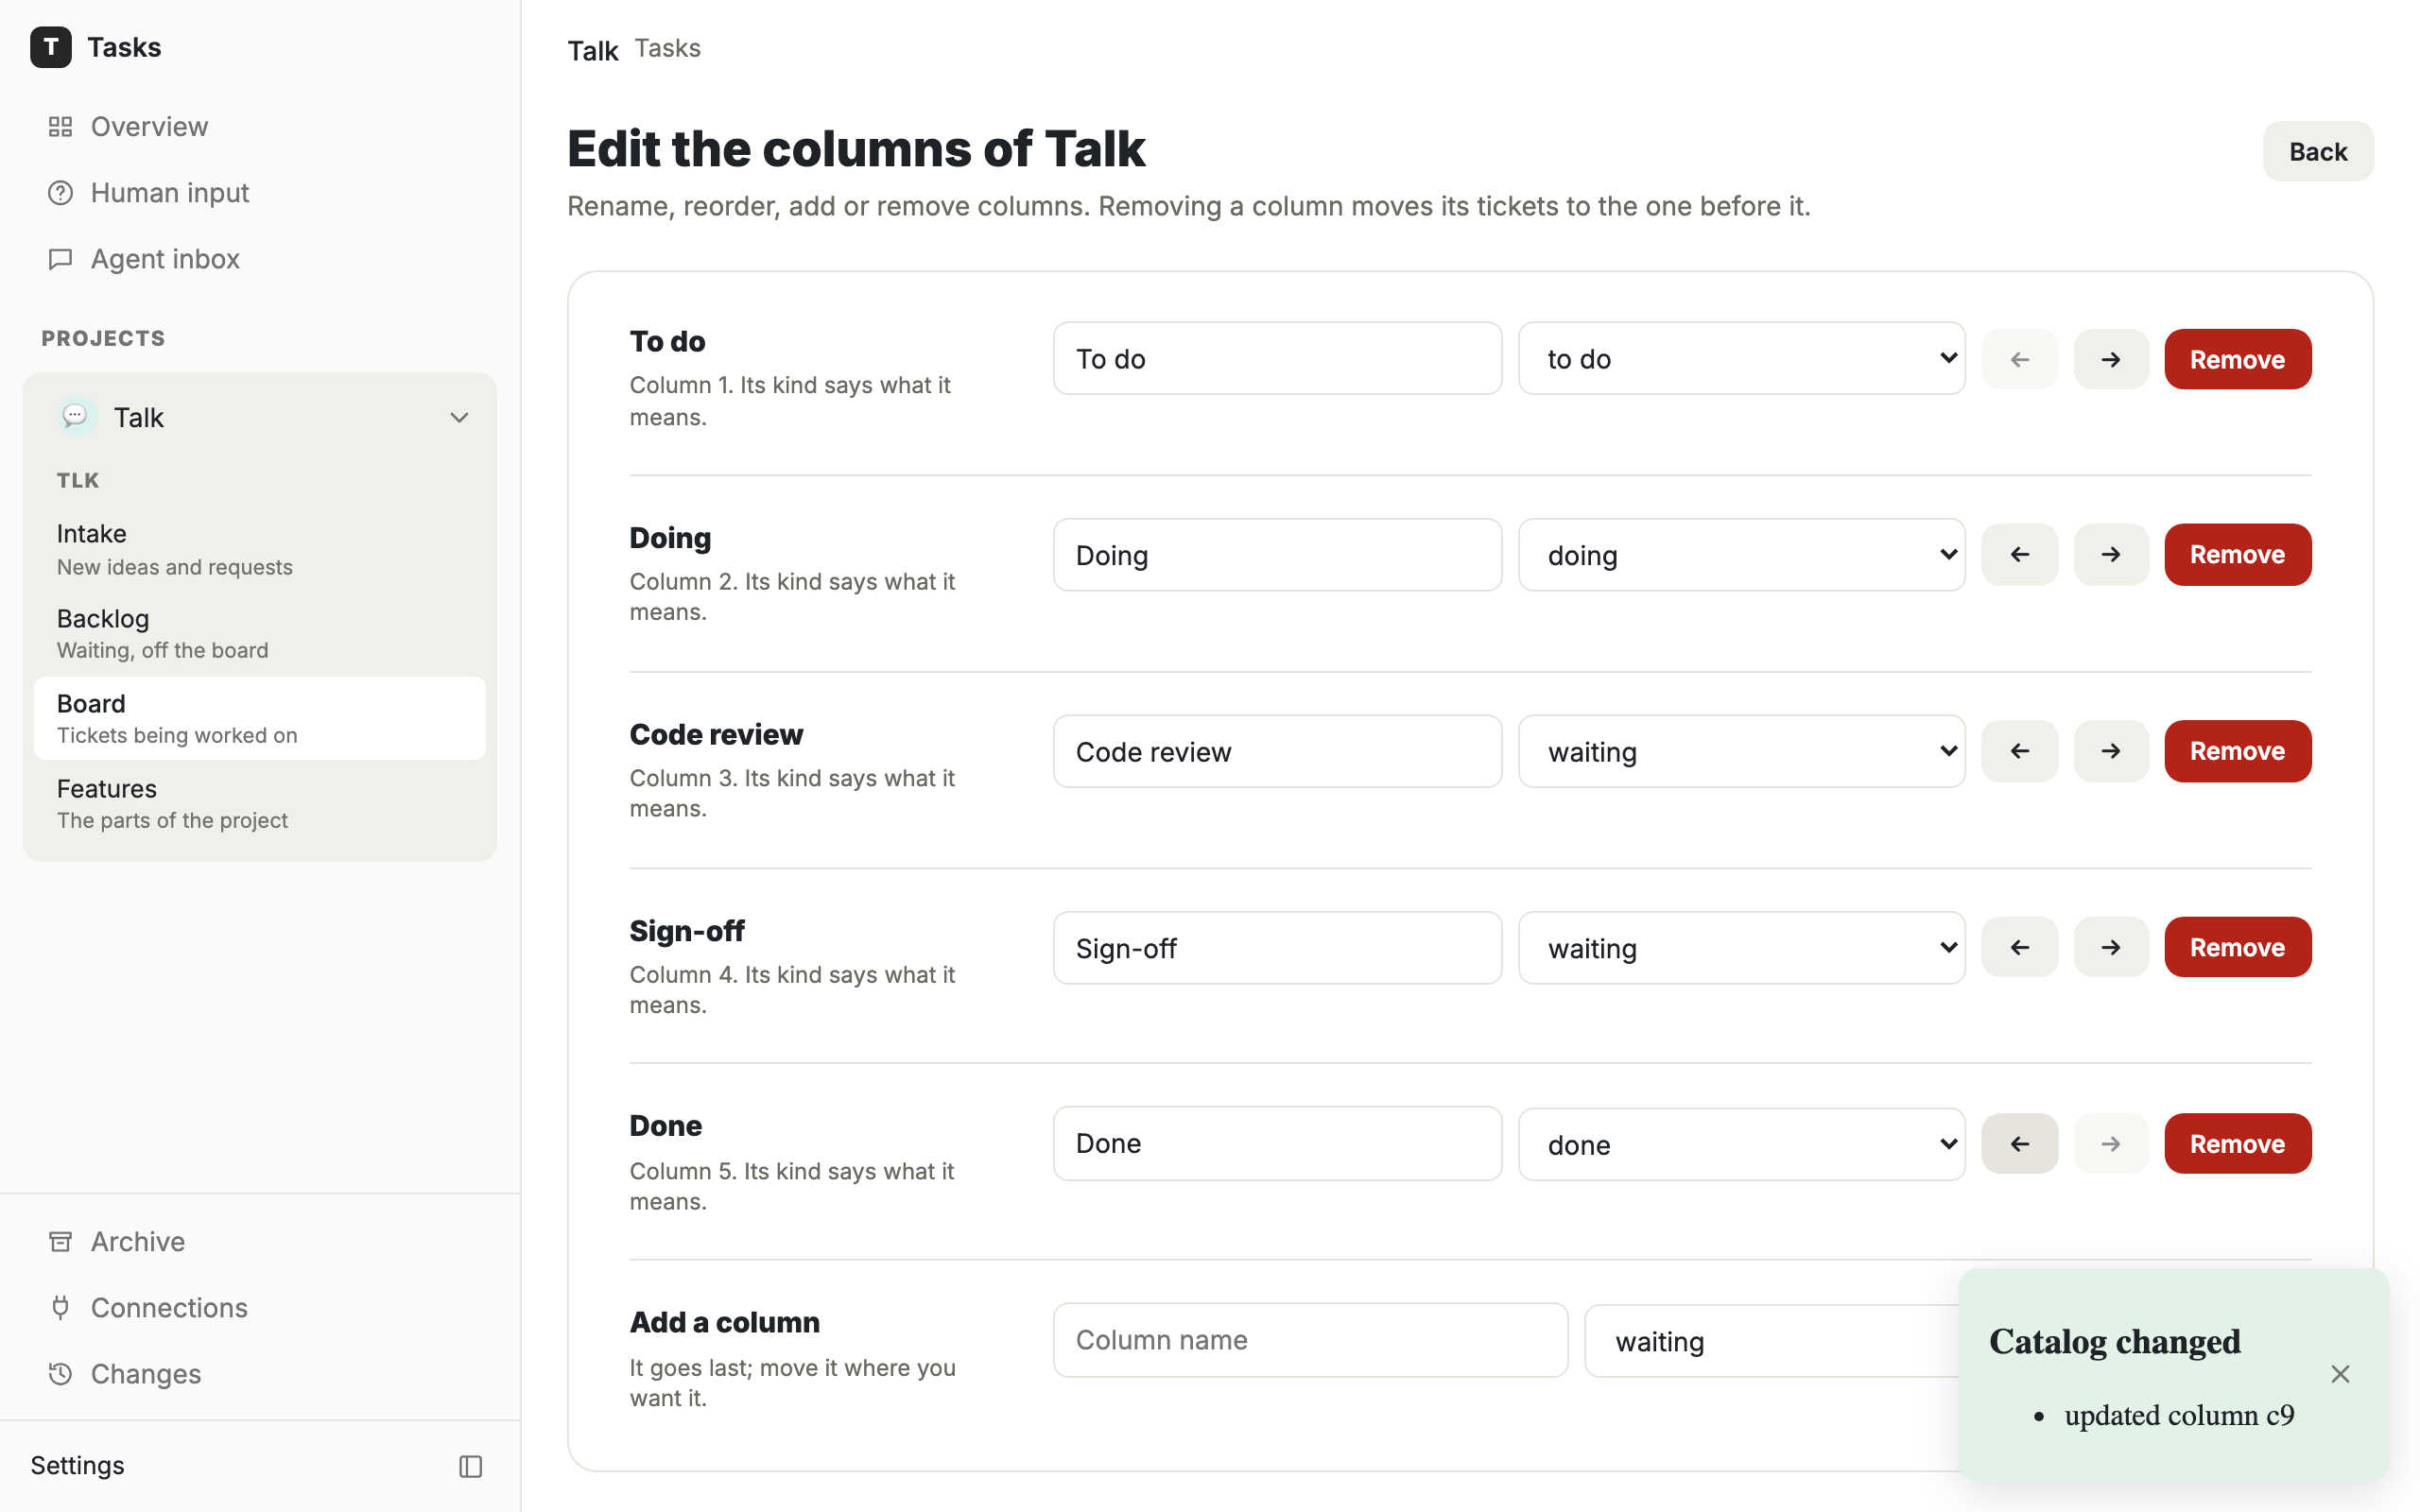 T Tasks
Overview
Human input
Agent inbox
PROJECTS
Talk
TLK
Intake
New ideas and requests
Backlog
Waiting, off the board
Board
Tickets being worked on
Features
The parts of the project
Archive
Connections
Changes
Settings
Talk Tasks
Edit the columns of Talk
Back
Rename, reorder, add or remove columns. Removing a column moves its tickets to the one before it.
To do
Column 1. Its kind says what it
means.
To do
to do
← → Remove
Doing
Column 2. Its kind says what it
means.
Doing
doing
← → Remove
Code review
Column 3. Its kind says what it
means.
Code review
waiting
← → Remove
Sign-off
Column 4. Its kind says what it
means.
Sign-off
waiting
← → Remove
Done
Column 5. Its kind says what it
means.
Done
done
← → Remove
Add a column
It goes last; move it where you
want it.
Column name
waiting
Catalog changed
• updated column c9